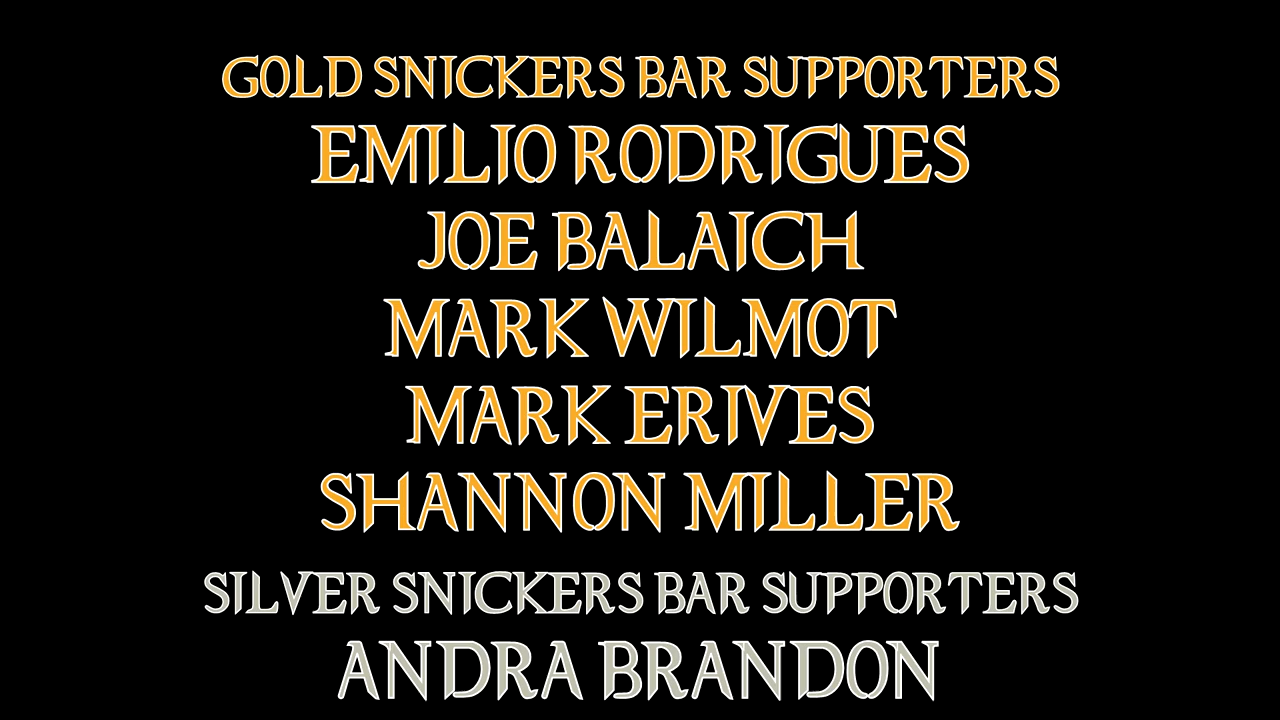 GOLD SNICKERS BAR SUPPORTERS
EMILIO RODRIGUES
JOE BALAICH
MARK WILMOT
MARK ERIVES
SHANNON MILLER
SILVER SNICKERS BAR SUPPORTERS
ANDRA BRANDON